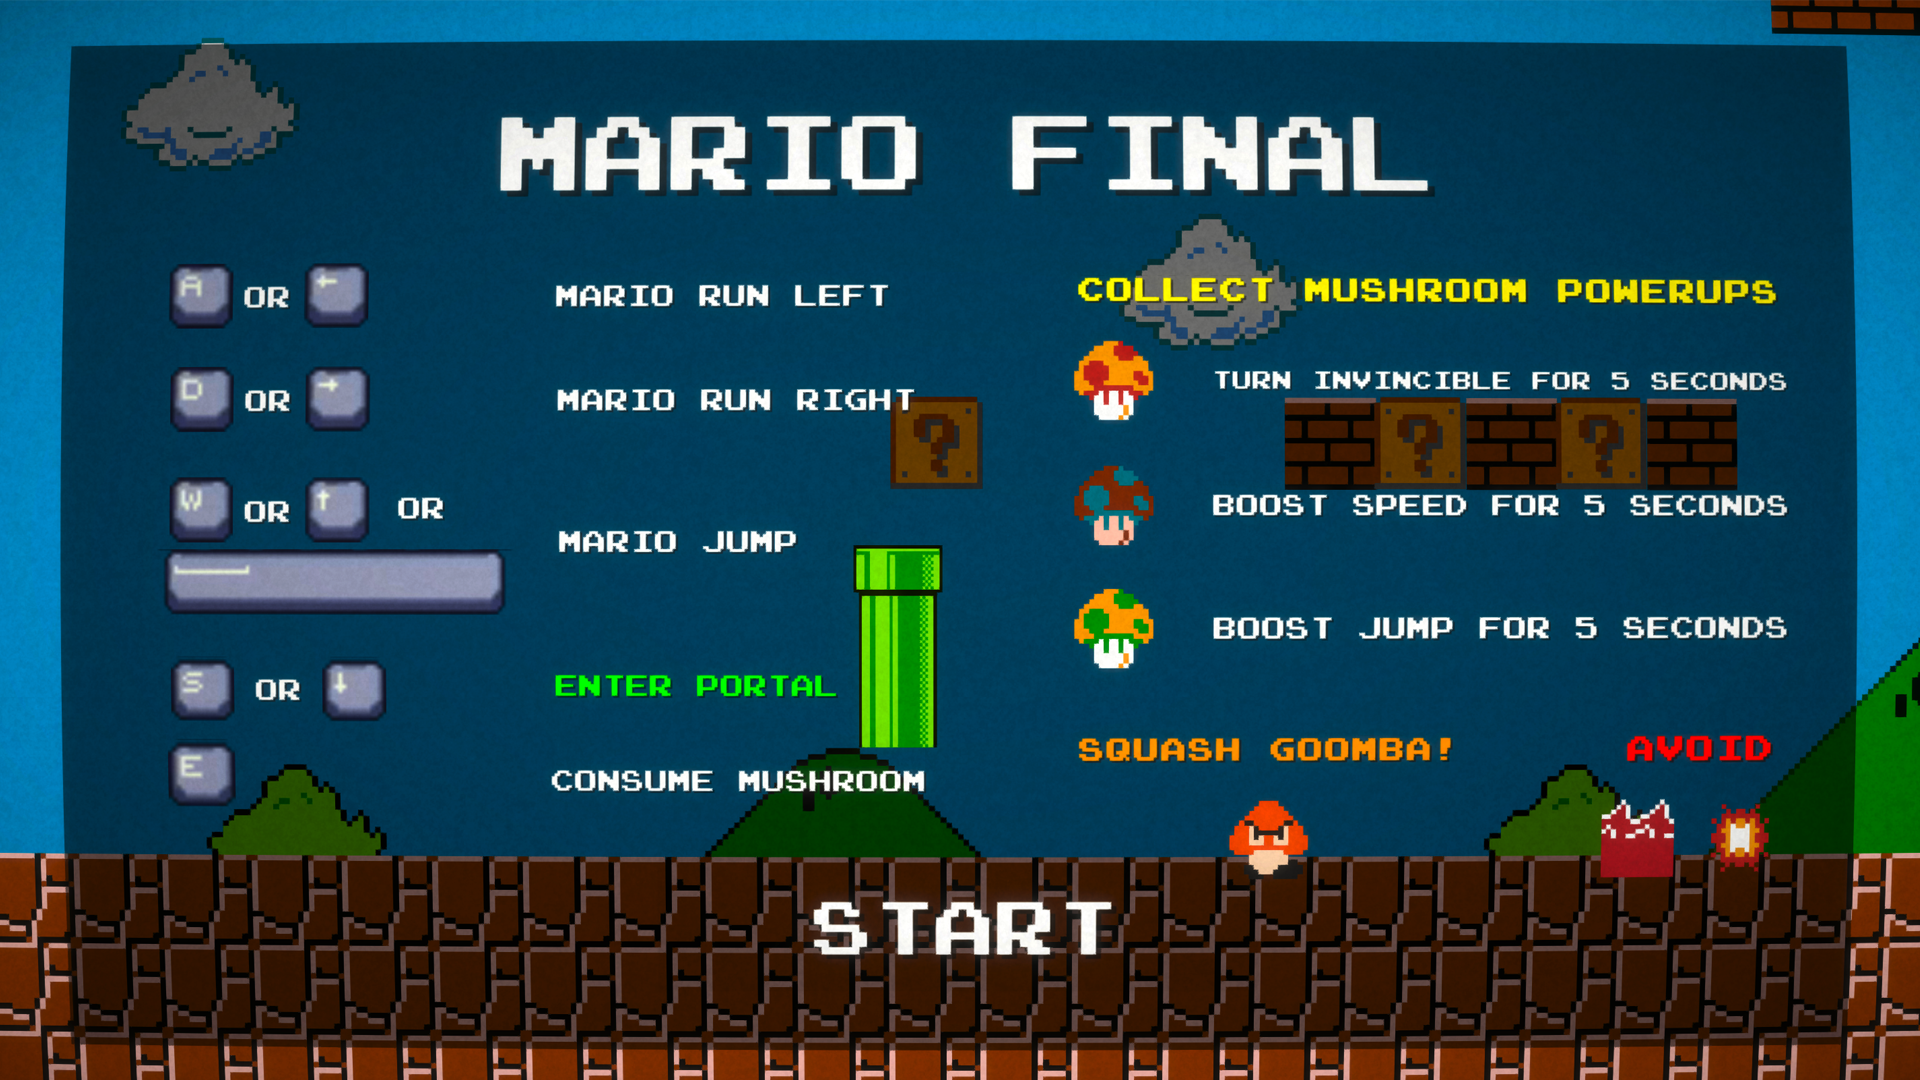 MARIO FINAL
A OR ← MARIO RUN LEFT
D OR → MARIO RUN RIGHT
W OR ↑ OR
MARIO JUMP
S OR ↓ ENTER PORTAL
E CONSUME MUSHROOM
COLLECT MUSHROOM POWERUPS
TURN INVINCIBLE FOR 5 SECONDS
? ? ?
BOOST SPEED FOR 5 SECONDS
BOOST JUMP FOR 5 SECONDS
SQUASH GOOMBA! AVOID
START